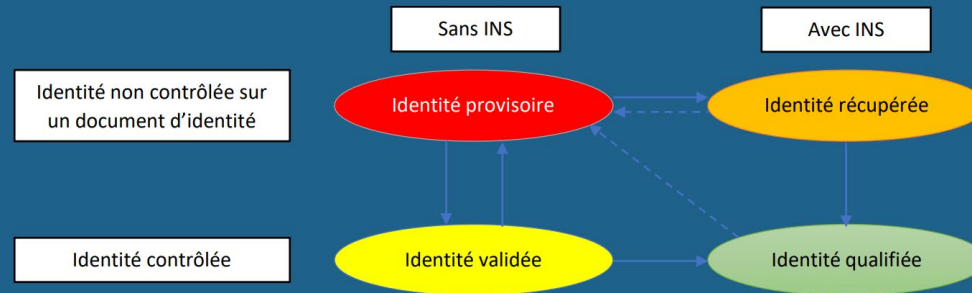 Sans INS
Avec INS
Identité non contrôlée sur
un document d'identité
Identité provisoire
Identité récupérée
Identité contrôlée
Identité validée
Identité qualifiée